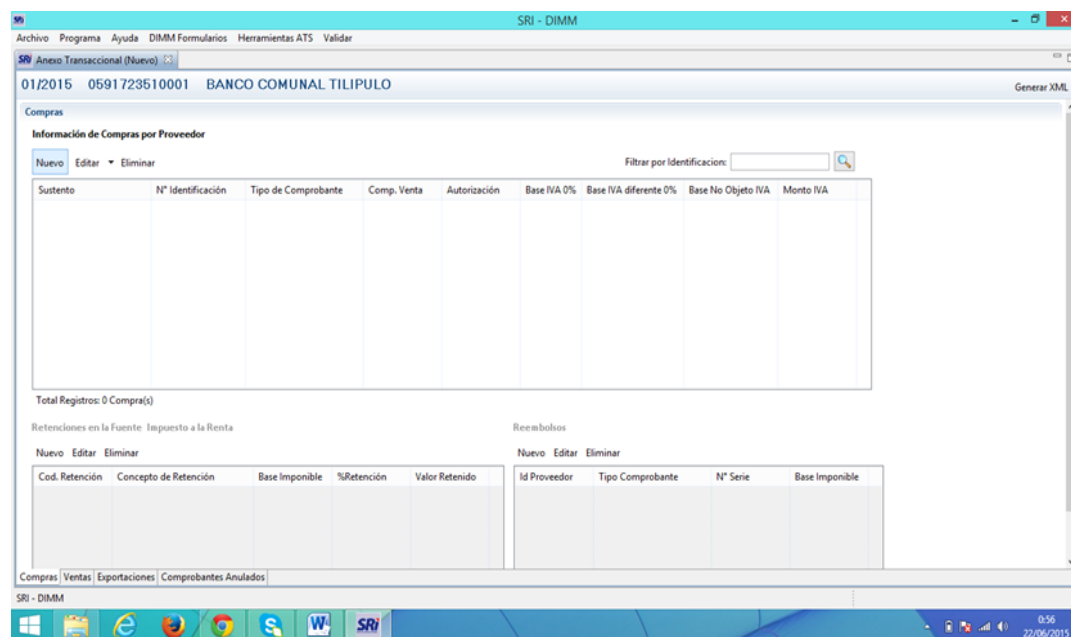 SRi SRI - DIMM
Archivo Programa Ayuda DIMM Formularios Herramientas ATS Validar
SRi Anexo Transaccional (Nuevo)
01/2015 0591723510001 BANCO COMUNAL TILIPULO Generar XML
Compras
Información de Compras por Proveedor
Nuevo Editar Eliminar Filtrar por Identificacion:
Sustento N° Identificación Tipo de Comprobante Comp. Venta Autorización Base IVA 0% Base IVA diferente 0% Base No Objeto IVA Monto IVA
Total Registros: 0 Compra(s)
Retenciones en la Fuente Impuesto a la Renta Reembolsos
Nuevo Editar Eliminar Nuevo Editar Eliminar
Cod. Retención Concepto de Retención Base Imponible %Retención Valor Retenido Id Proveedor Tipo Comprobante N° Serie Base Imponible
Compras Ventas Exportaciones Comprobantes Anulados
SRI - DIMM
SRi 0:56
22/06/2015